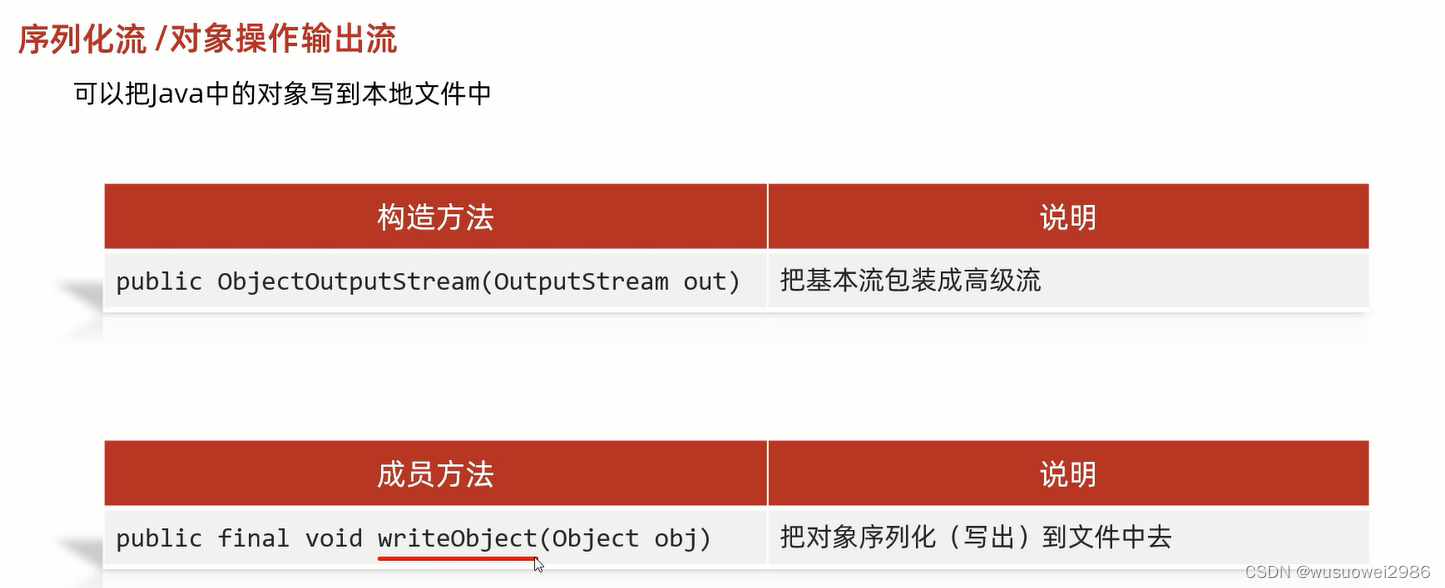 序列化流 /对象操作输出流
可以把Java中的对象写到本地文件中
构造方法 说明
public ObjectOutputStream(OutputStream out) 把基本流包装成高级流
成员方法 说明
public final void writeObject(Object obj) 把对象序列化（写出）到文件中去
CSDN @wusuowei2986